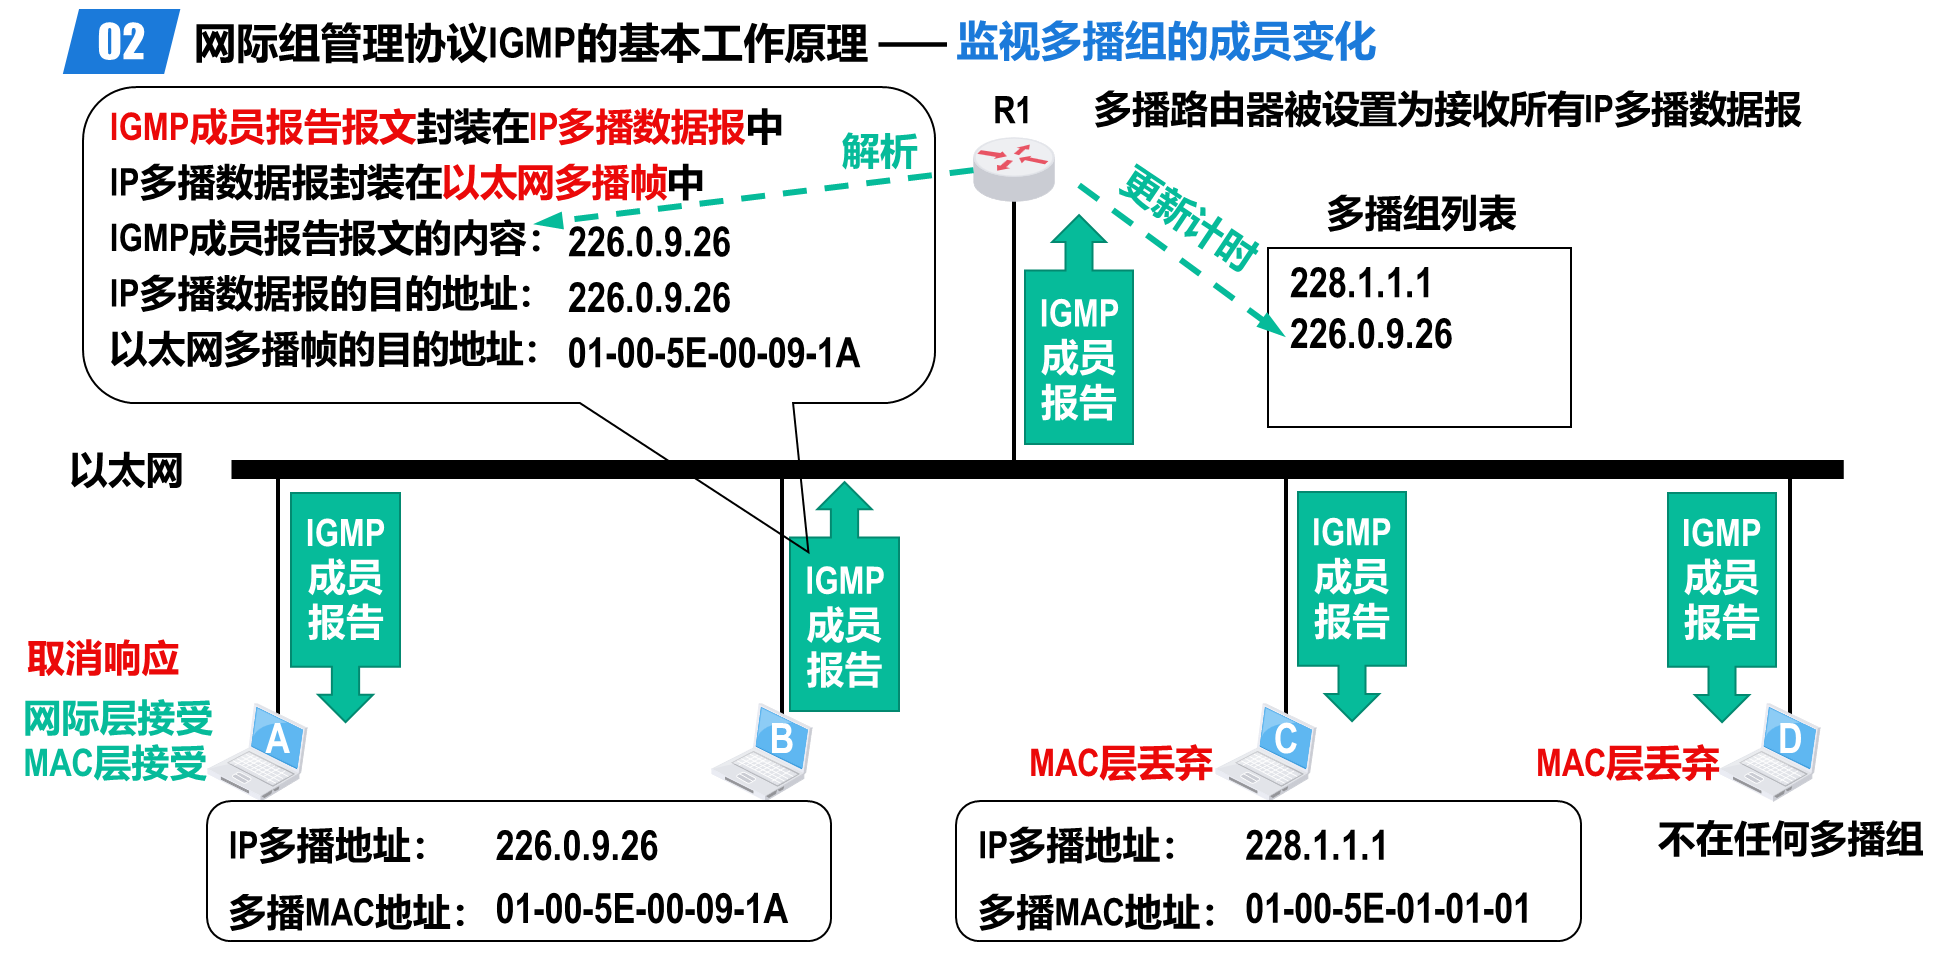 02 网际组管理协议IGMP的基本工作原理 —— 监视多播组的成员变化
IGMP成员报告报文封装在IP多播数据报中
IP多播数据报封装在以太网多播帧中
IGMP成员报告报文的内容： 226.0.9.26
IP多播数据报的目的地址： 226.0.9.26
以太网多播帧的目的地址： 01-00-5E-00-09-1A
解析
R1
多播路由器被设置为接收所有IP多播数据报
更新计时
多播组列表
228.1.1.1
226.0.9.26
IGMP
成员
报告
以太网
IGMP
成员
报告
IGMP
成员
报告
IGMP
成员
报告
IGMP
成员
报告
取消响应
网际层接受
MAC层接受
A
B
MAC层丢弃
C
MAC层丢弃
D
IP多播地址： 226.0.9.26
多播MAC地址： 01-00-5E-00-09-1A
IP多播地址： 228.1.1.1
多播MAC地址： 01-00-5E-01-01-01
不在任何多播组